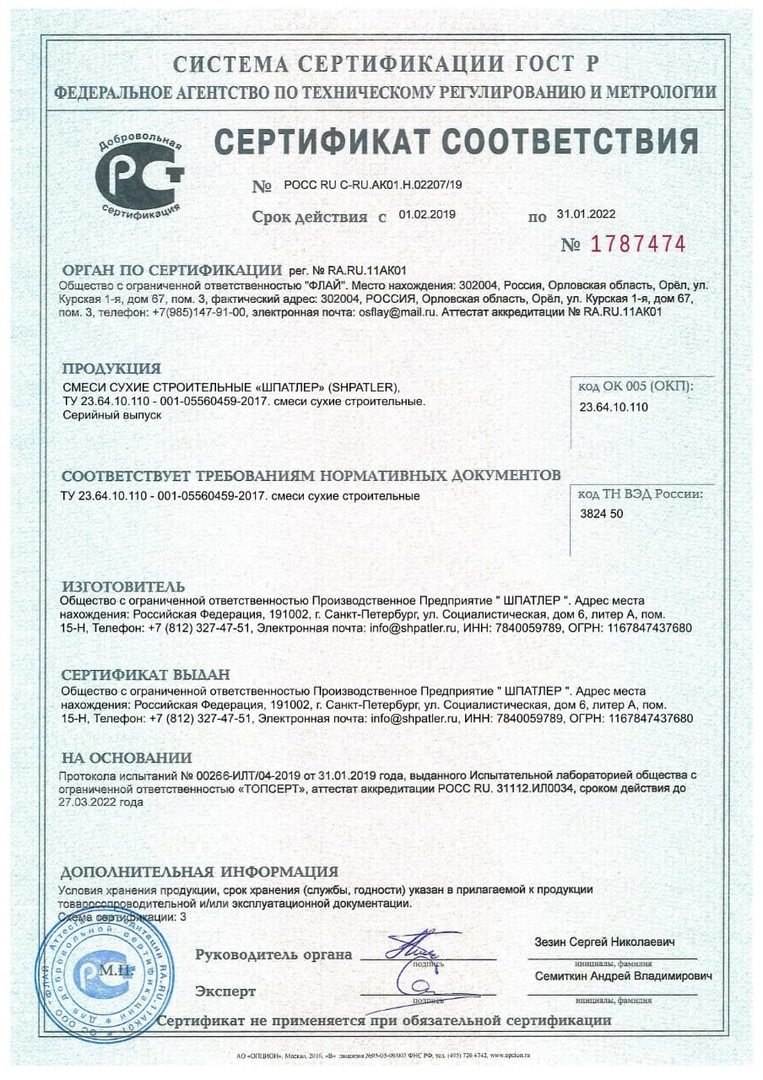 СИСТЕМА СЕРТИФИКАЦИИ ГОСТ Р
ФЕДЕРАЛЬНОЕ АГЕНТСТВО ПО ТЕХНИЧЕСКОМУ РЕГУЛИРОВАНИЮ И МЕТРОЛОГИИ
Добровольная
РСТ
сертификация
СЕРТИФИКАТ СООТВЕТСТВИЯ
№ РОСС RU C-RU.АК01.Н.02207/19
Срок действия с 01.02.2019 по 31.01.2022
№ 1787474
ОРГАН ПО СЕРТИФИКАЦИИ рег. № RA.RU.11АК01
Общество с ограниченной ответственностью "ФЛАЙ". Место нахождения: 302004, Россия, Орловская область, Орёл, ул.
Курская 1-я, дом 67, пом. 3, фактический адрес: 302004, РОССИЯ, Орловская область, Орёл, ул. Курская 1-я, дом 67,
пом. 3, телефон: +7(985)147-91-00, электронная почта: osflay@mail.ru. Аттестат аккредитации № RA.RU.11АК01
ПРОДУКЦИЯ
СМЕСИ СУХИЕ СТРОИТЕЛЬНЫЕ «ШПАТЛЕР» (SHPATLER),
ТУ 23.64.10.110 - 001-05560459-2017. смеси сухие строительные.
Серийный выпуск
код ОК 005 (ОКП):
23.64.10.110
СООТВЕТСТВУЕТ ТРЕБОВАНИЯМ НОРМАТИВНЫХ ДОКУМЕНТОВ
ТУ 23.64.10.110 - 001-05560459-2017. смеси сухие строительные
код ТН ВЭД России:
3824 50
ИЗГОТОВИТЕЛЬ
Общество с ограниченной ответственностью Производственное Предприятие " ШПАТЛЕР ". Адрес места
нахождения: Российская Федерация, 191002, г. Санкт-Петербург, ул. Социалистическая, дом 6, литер А, пом.
15-Н, Телефон: +7 (812) 327-47-51, Электронная почта: info@shpatler.ru, ИНН: 7840059789, ОГРН: 1167847437680
СЕРТИФИКАТ ВЫДАН
Общество с ограниченной ответственностью Производственное Предприятие " ШПАТЛЕР ". Адрес места
нахождения: Российская Федерация, 191002, г. Санкт-Петербург, ул. Социалистическая, дом 6, литер А, пом.
15-Н, Телефон: +7 (812) 327-47-51, Электронная почта: info@shpatler.ru, ИНН: 7840059789, ОГРН: 1167847437680
НА ОСНОВАНИИ
Протокола испытаний № 00266-ИЛТ/04-2019 от 31.01.2019 года, выданного Испытательной лабораторией общества с
ограниченной ответственностью «ТОПСЕРТ», аттестат аккредитации РОСС RU. 31112.ИЛ0034, сроком действия до
27.03.2022 года
ДОПОЛНИТЕЛЬНАЯ ИНФОРМАЦИЯ
Условия хранения продукции, срок хранения (службы, годности) указан в прилагаемой к продукции
товаросопроводительной и/или эксплуатационной документации.
Схема сертификации: 3
М.П.
Руководитель органа
подпись
Зезин Сергей Николаевич
инициалы, фамилия
Эксперт
подпись
Семиткин Андрей Владимирович
инициалы, фамилия
Сертификат не применяется при обязательной сертификации
АО «ОПЦИОН», Москва, 2016, «В» лицензия ФНС РФ, тел. (495) 726 4742, www.opcion.ru